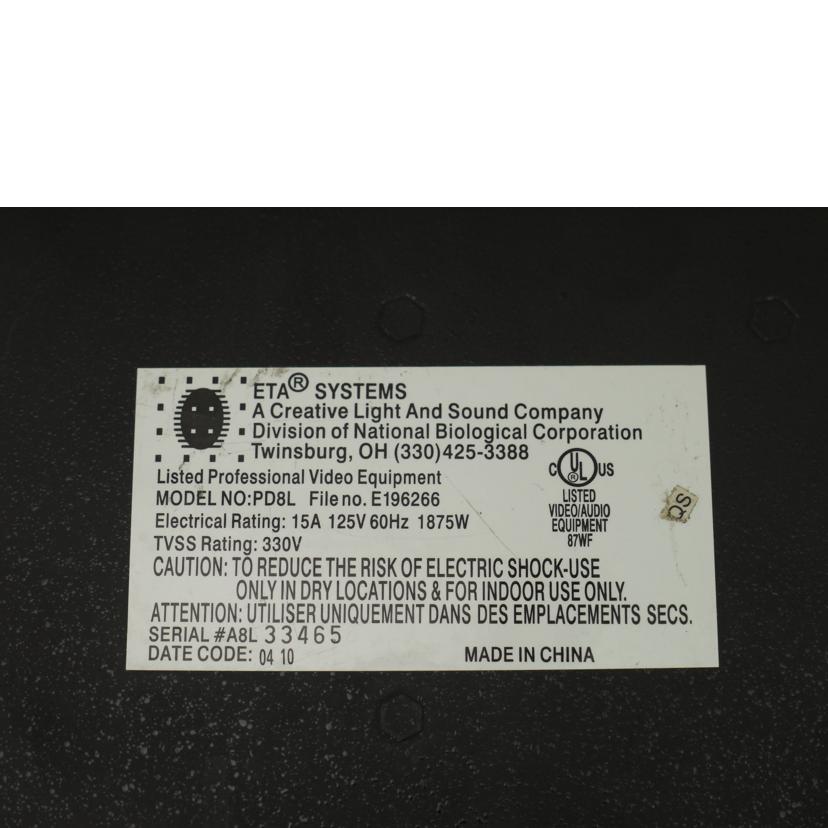 ETA® SYSTEMS
A Creative Light And Sound Company
Division of National Biological Corporation
Twinsburg, OH (330)425-3388
Listed Professional Video Equipment
MODEL NO:PD8L File no. E196266
Electrical Rating: 15A 125V 60Hz 1875W
TVSS Rating: 330V
C UL® US
LISTED
VIDEO/AUDIO
EQUIPMENT
87WF
QS
CAUTION: TO REDUCE THE RISK OF ELECTRIC SHOCK-USE
ONLY IN DRY LOCATIONS & FOR INDOOR USE ONLY.
ATTENTION: UTILISER UNIQUEMENT DANS DES EMPLACEMENTS SECS.
SERIAL #A8L 33465
DATE CODE: 04 10
MADE IN CHINA